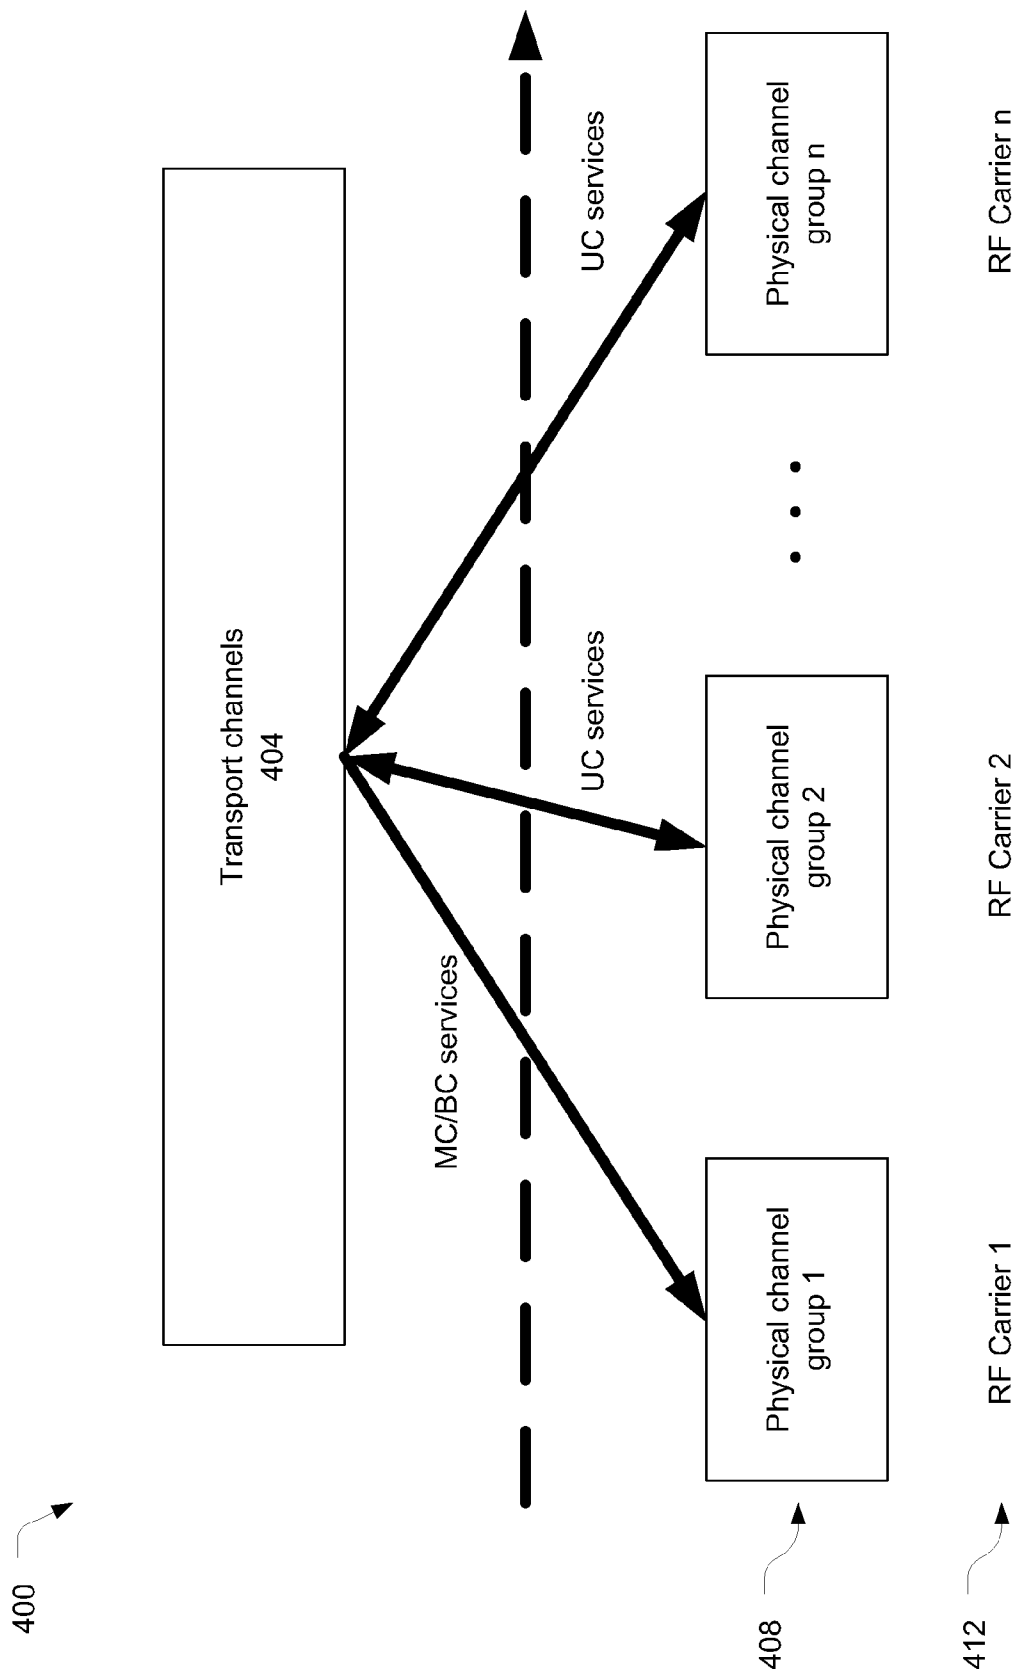 400
Transport channels
404
MC/BC services
UC services
UC services
408
Physical channel
group 1
Physical channel
group 2
Physical channel
group n
412
RF Carrier 1
RF Carrier 2
RF Carrier n